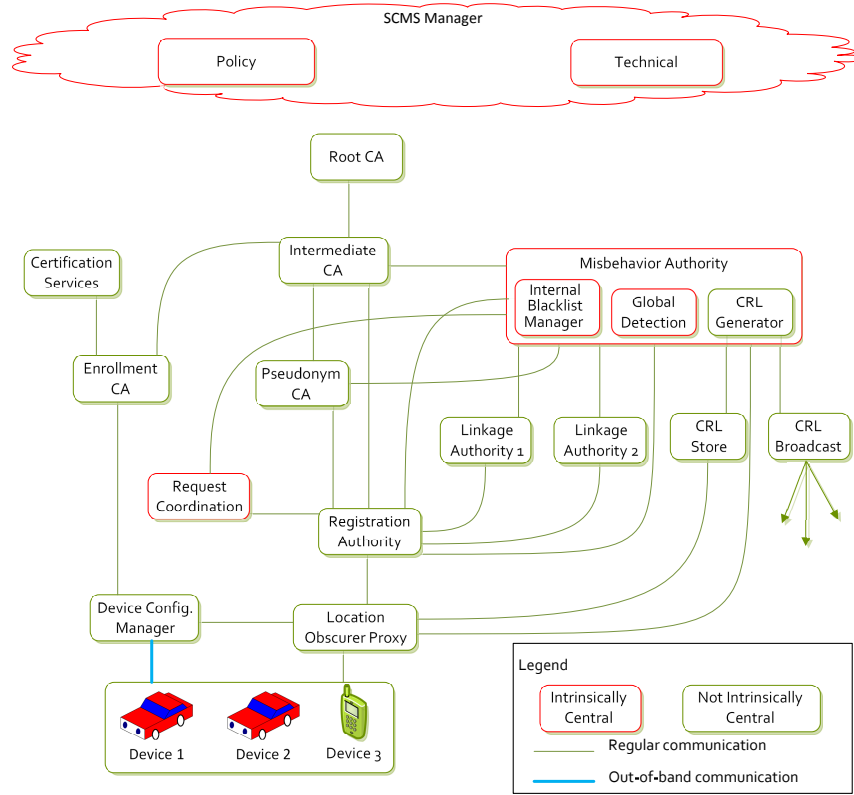 SCMS Manager
Policy
Technical
Root CA
Intermediate
CA
Certification
Services
Misbehavior Authority
Internal
Blacklist
Manager
Global
Detection
CRL
Generator
Enrollment
CA
Pseudonym
CA
Linkage
Authority 1
Linkage
Authority 2
CRL
Store
CRL
Broadcast
Request
Coordination
Registration
Authority
Device Config.
Manager
Location
Obscurer Proxy
Legend
Intrinsically
Central
Not Intrinsically
Central
Regular communication
Out-of-band communication
Device 1
Device 2
Device 3